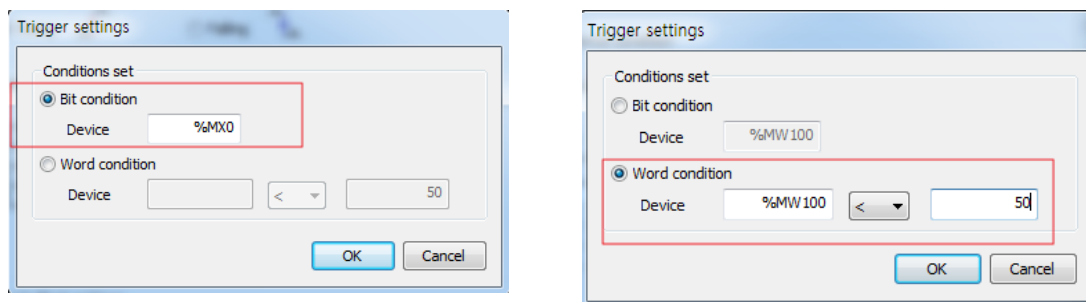 Trigger settings
Conditions set
Bit condition
Device %MX0
Word condition
Device < 50
OK Cancel
Trigger settings
Conditions set
Bit condition
Device %MW100
Word condition
Device %MW100 < 50
OK Cancel